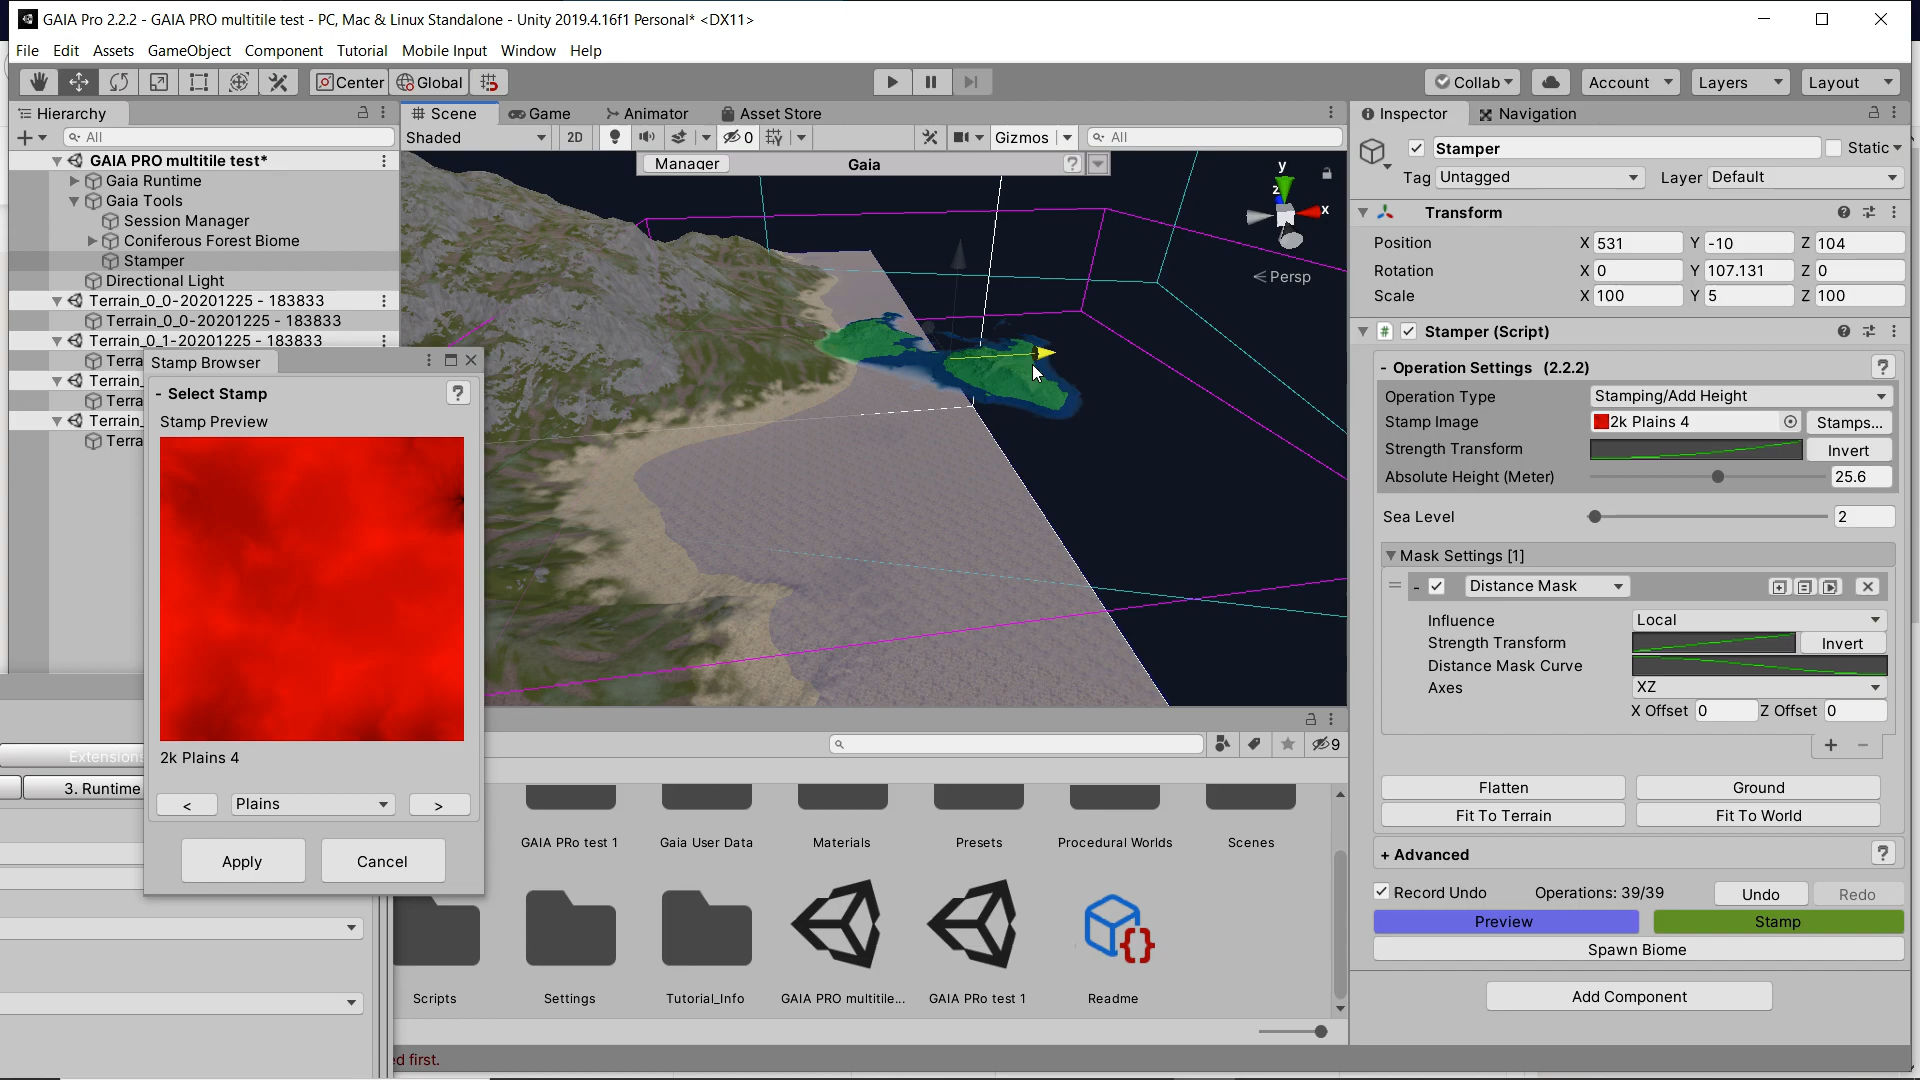 GAIA Pro 2.2.2 - GAIA PRO multitile test - PC, Mac & Linux Standalone - Unity 2019.4.16f1 Personal* <DX11>
File Edit Assets GameObject Component Tutorial Mobile Input Window Help
Center Global Collab Account Layers Layout
Hierarchy Scene Game Animator Asset Store Inspector Navigation
All Shaded 2D 0 Gizmos All
Stamper Static
GAIA PRO multitile test* Manager Gaia ?
Gaia Runtime Tag Untagged Layer Default
Gaia Tools
Session Manager
Coniferous Forest Biome
Stamper
Directional Light
Terrain_0_0-20201225 - 183833
Terrain_0_0-20201225 - 183833
Terrain_0_1-20201225 - 183833
Terra
Terrain_
Terra
Terrain_
Terra
y
z
x
Persp
Transform
Position X 531 Y -10 Z 104
Rotation X 0 Y 107.131 Z 0
Scale X 100 Y 5 Z 100
Stamper (Script)
- Operation Settings (2.2.2) ?
Operation Type Stamping/Add Height
Stamp Image 2k Plains 4 Stamps...
Strength Transform Invert
Absolute Height (Meter) 25.6
Sea Level 2
Mask Settings [1]
- Distance Mask
Influence Local
Strength Transform Invert
Distance Mask Curve
Axes XZ
X Offset 0 Z Offset 0
+ -
Flatten Ground
Fit To Terrain Fit To World
+ Advanced ?
Record Undo Operations: 39/39 Undo Redo
Preview Stamp
Spawn Biome
Add Component
Stamp Browser
- Select Stamp ?
Stamp Preview
2k Plains 4
< Plains >
Apply Cancel
Extension
3. Runtime
9
GAIA PRo test 1 Gaia User Data Materials Presets Procedural Worlds Scenes
Scripts Settings Tutorial_Info GAIA PRO multitile... GAIA PRo test 1 Readme
ed first.